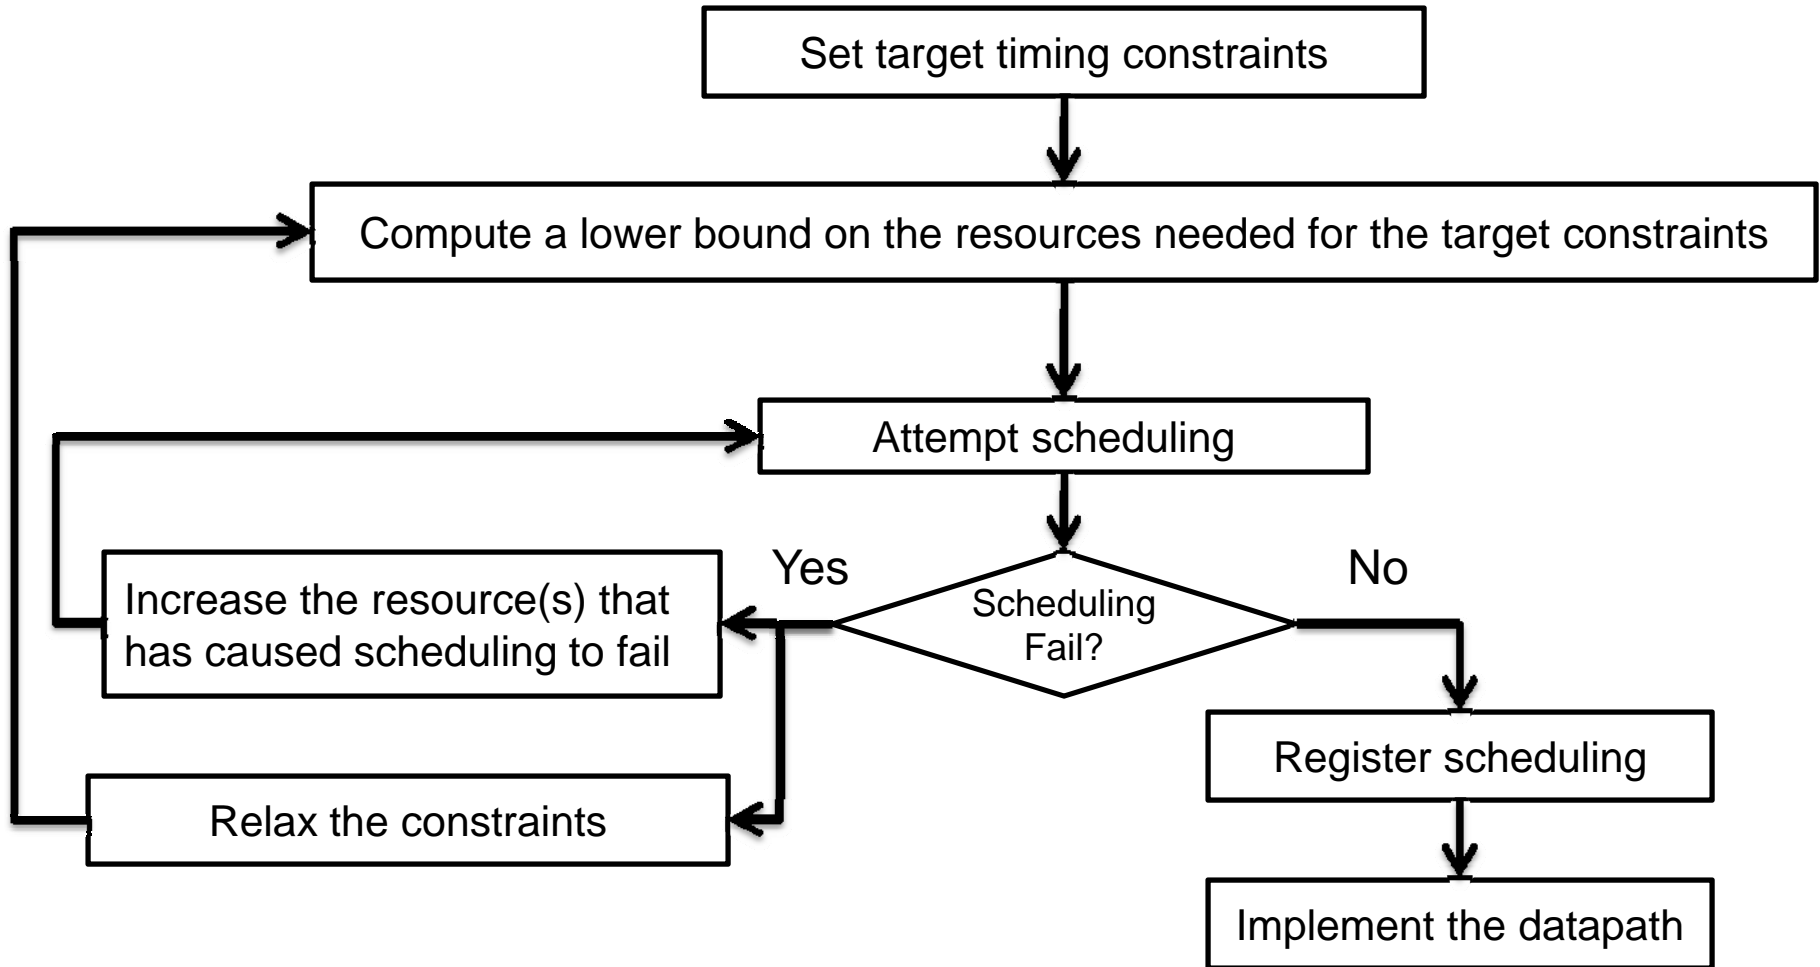 Set target timing constraints
Compute a lower bound on the resources needed for the target constraints
Attempt scheduling
Yes
No
Scheduling
Fail?
Increase the resource(s) that
has caused scheduling to fail
Register scheduling
Relax the constraints
Implement the datapath